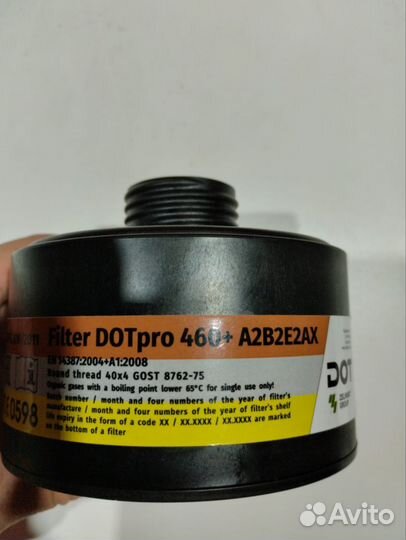 Filter DOTpro 460+ A2B2E2AX
EN 14387:2004+A1:2008
Round thread 40x4 GOST 8762-75
Organic gases with a boiling point lower 65°C for single use only!
Batch number / month and four numbers of the year of filter's
manufacture / month and four numbers of the year of filter's shelf
life expiry in the form of a code XX / XX.XXXX / XX.XXXX are marked
on the bottom of a filter
0598
DOT
Avito